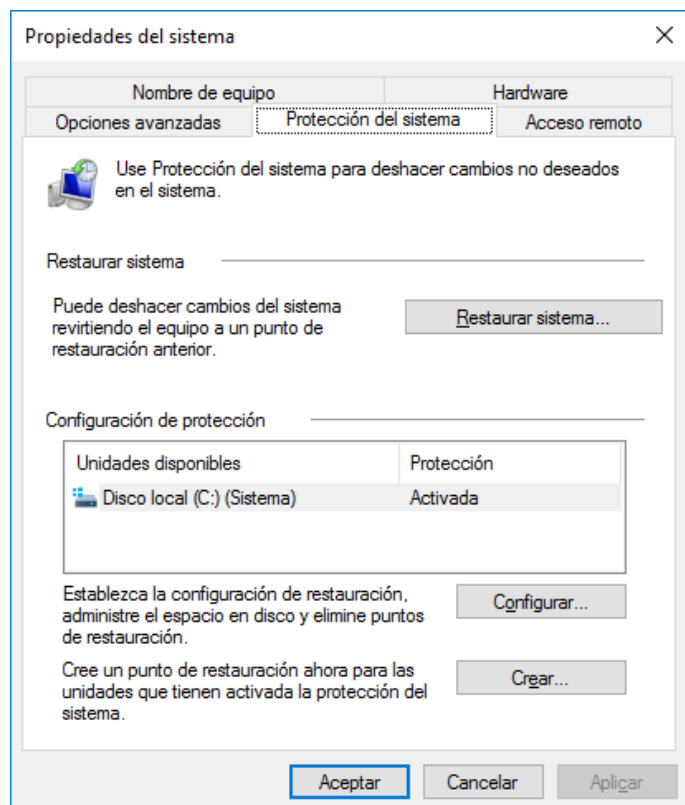 Propiedades del sistema
Nombre de equipo
Hardware
Opciones avanzadas
Protección del sistema
Acceso remoto
Use Protección del sistema para deshacer cambios no deseados
en el sistema.
Restaurar sistema
Puede deshacer cambios del sistema
revirtiendo el equipo a un punto de
restauración anterior.
Restaurar sistema...
Configuración de protección
Unidades disponibles
Protección
Disco local (C:) (Sistema)
Activada
Establezca la configuración de restauración,
administre el espacio en disco y elimine puntos
de restauración.
Configurar...
Cree un punto de restauración ahora para las
unidades que tienen activada la protección del
sistema.
Crear...
Aceptar
Cancelar
Aplicar